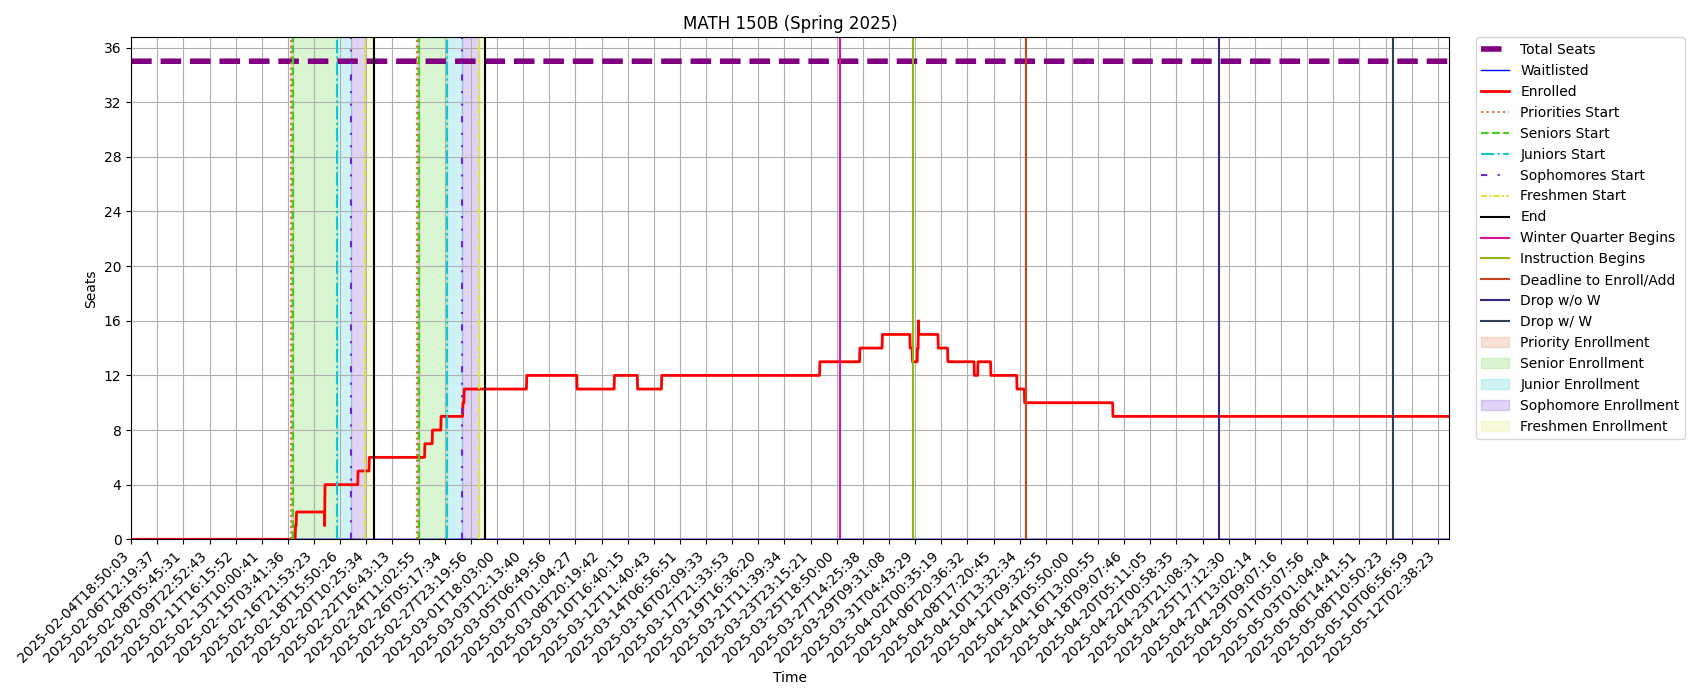 MATH 150B (Spring 2025)
Seats
36
32
28
24
20
16
12
8
4
0
2025-02-04T18:50:03
2025-02-06T12:19:37
2025-02-08T05:45:31
2025-02-09T22:52:43
2025-02-11T16:15:52
2025-02-13T10:00:41
2025-02-15T03:41:36
2025-02-16T21:53:23
2025-02-18T15:50:26
2025-02-20T10:25:34
2025-02-22T16:43:13
2025-02-24T11:02:55
2025-02-26T05:17:34
2025-02-27T23:19:56
2025-03-01T18:03:00
2025-03-03T12:13:40
2025-03-05T06:49:56
2025-03-07T01:04:27
2025-03-08T20:19:42
2025-03-10T16:40:15
2025-03-12T11:40:43
2025-03-14T06:56:51
2025-03-16T02:09:33
2025-03-17T21:33:53
2025-03-19T16:36:20
2025-03-21T11:39:34
2025-03-23T23:15:21
2025-03-25T18:50:00
2025-03-27T14:25:38
2025-03-29T09:31:08
2025-03-31T04:43:29
2025-04-02T00:35:19
2025-04-06T20:36:32
2025-04-08T17:20:45
2025-04-10T13:32:34
2025-04-12T09:32:55
2025-04-14T05:50:00
2025-04-16T13:00:55
2025-04-18T09:07:46
2025-04-20T05:11:05
2025-04-22T00:58:35
2025-04-23T21:08:31
2025-04-25T17:12:30
2025-04-27T13:02:14
2025-04-29T09:07:16
2025-05-01T05:07:56
2025-05-03T01:04:04
2025-05-06T14:41:51
2025-05-08T10:50:23
2025-05-10T06:56:59
2025-05-12T02:38:23
Time
Total Seats
Waitlisted
Enrolled
Priorities Start
Seniors Start
Juniors Start
Sophomores Start
Freshmen Start
End
Winter Quarter Begins
Instruction Begins
Deadline to Enroll/Add
Drop w/o W
Drop w/ W
Priority Enrollment
Senior Enrollment
Junior Enrollment
Sophomore Enrollment
Freshmen Enrollment